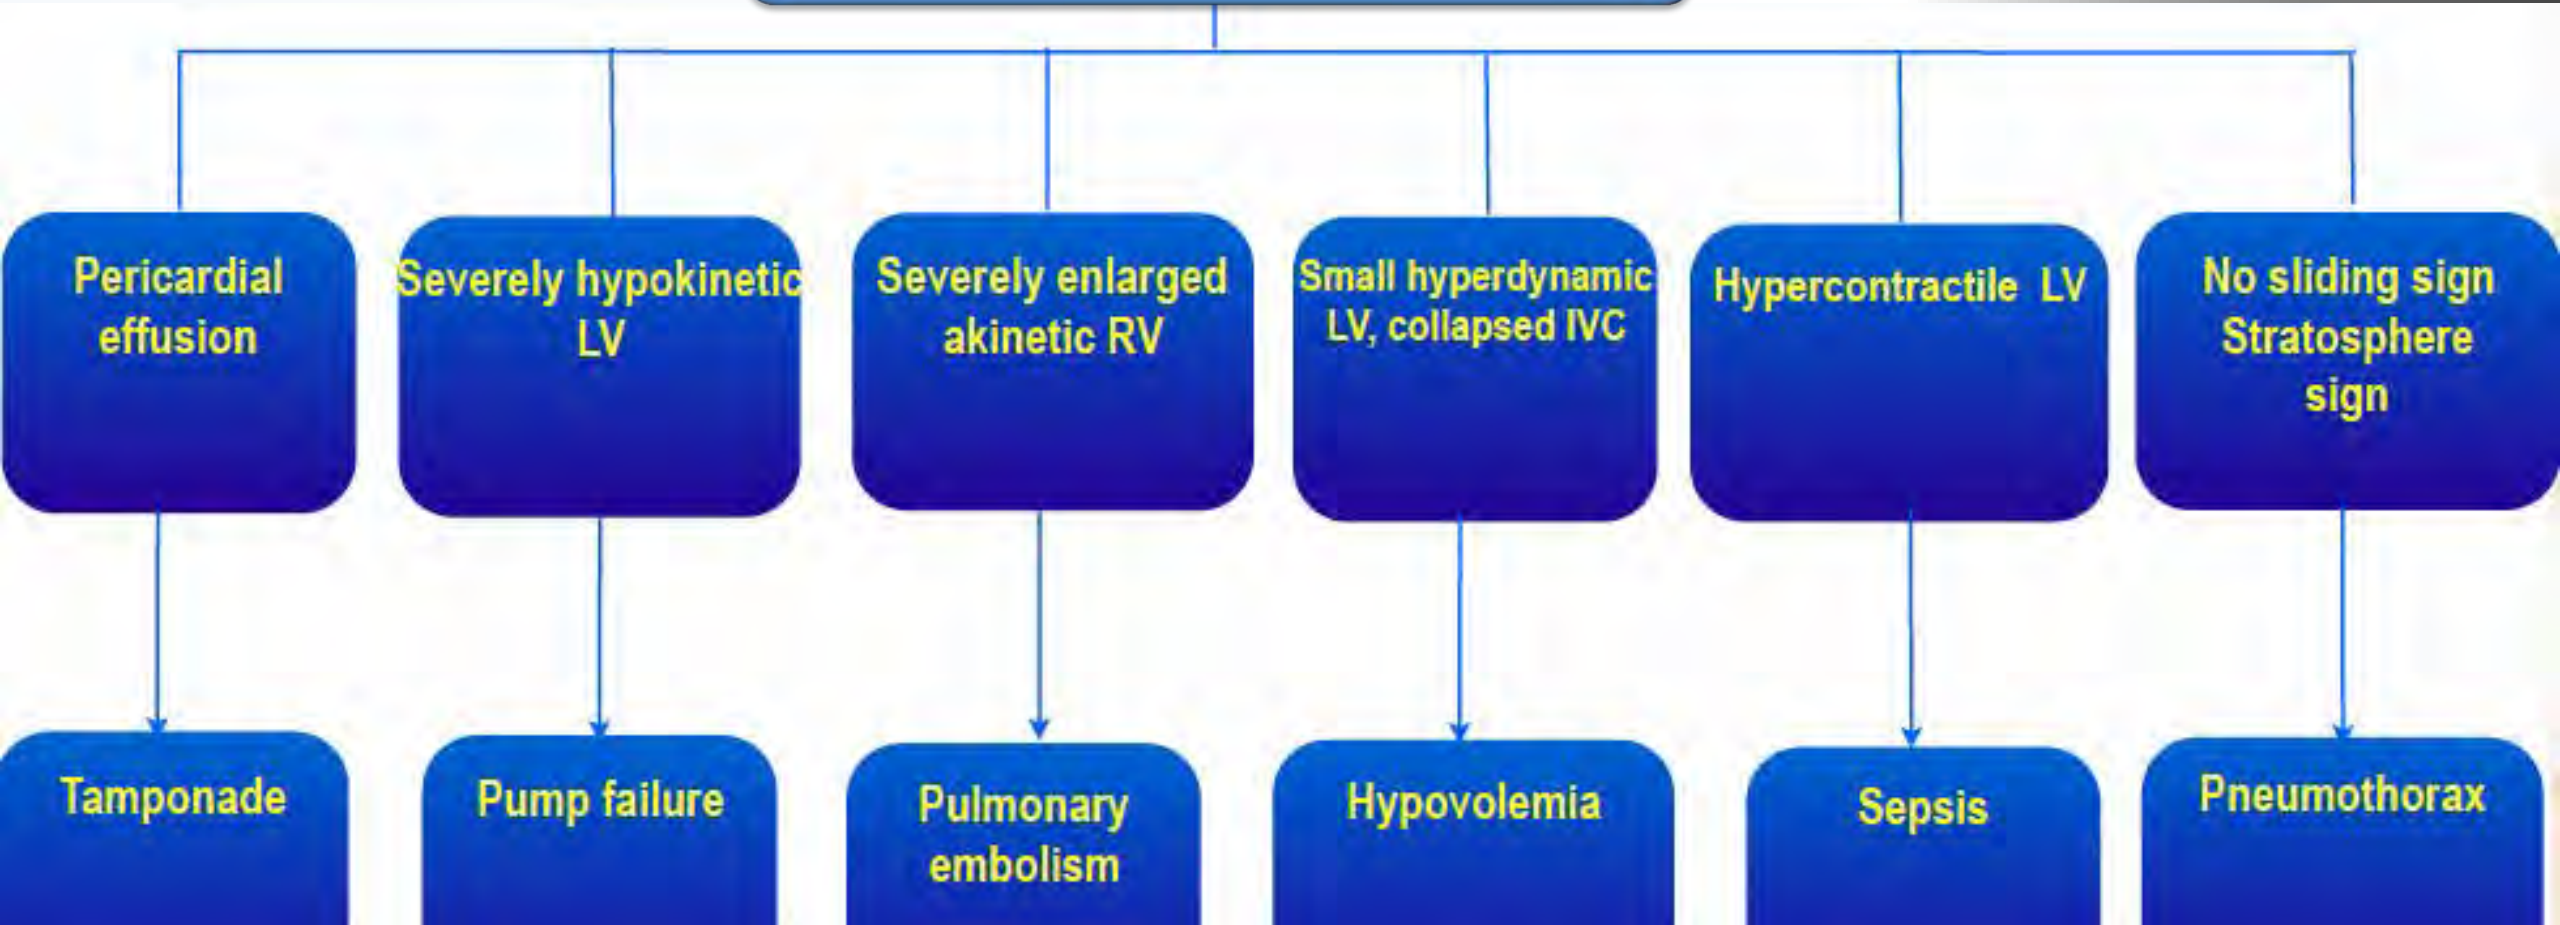 Pericardial
effusion
Severely hypokinetic
LV
Severely enlarged
akinetic RV
Small hyperdynamic
LV, collapsed IVC
Hypercontractile LV
No sliding sign
Stratosphere
sign
Tamponade
Pump failure
Pulmonary
embolism
Hypovolemia
Sepsis
Pneumothorax